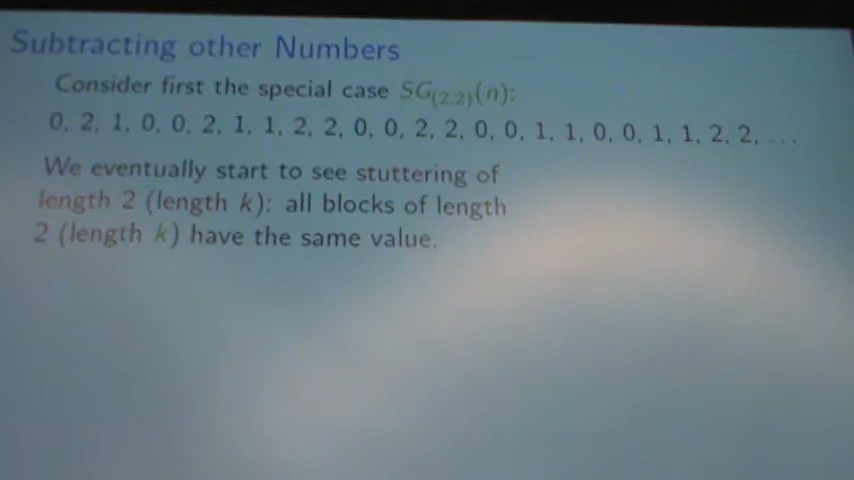 Subtracting other Numbers
Consider first the special case SG(2,2)(n):
0, 2, 1, 0, 0, 2, 1, 1, 2, 2, 0, 0, 2, 2, 0, 0, 1, 1, 0, 0, 1, 1, 2, 2, ...
We eventually start to see stuttering of
length 2 (length k): all blocks of length
2 (length k) have the same value.